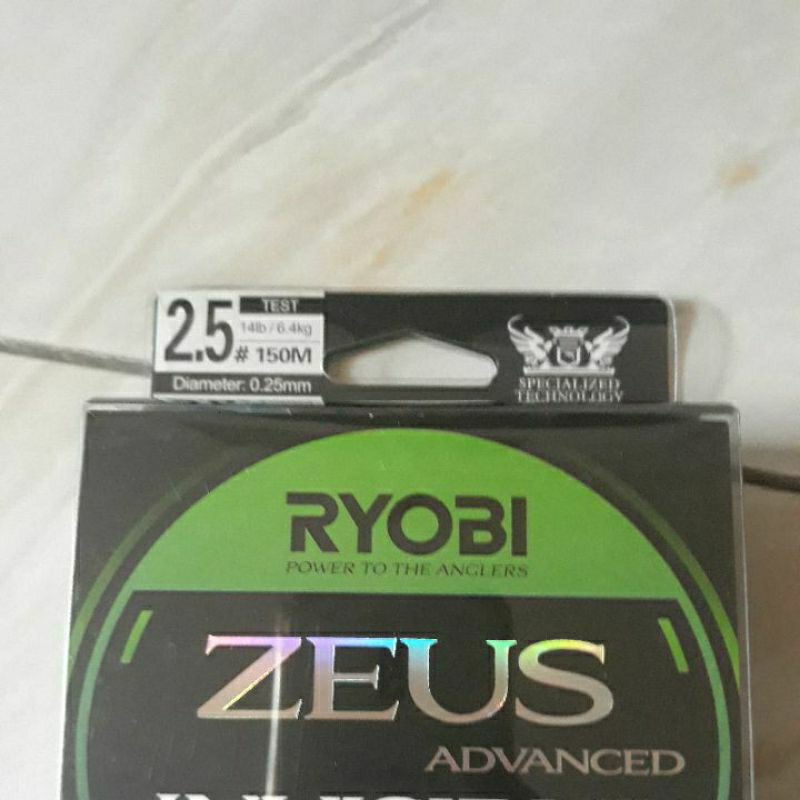 2.5
TEST
14lb / 6.4kg
# 150M
Diameter: 0.25mm
SPECIALIZED
TECHNOLOGY
RYOBI
POWER TO THE ANGLERS
ZEUS
ADVANCED